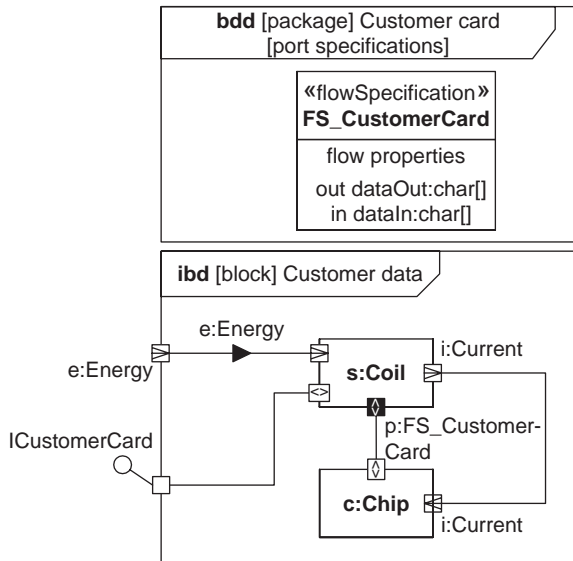 bdd [package] Customer card
[port specifications]
«flowSpecification»
FS_CustomerCard
flow properties
out dataOut:char[]
in dataIn:char[]
ibd [block] Customer data
e:Energy
e:Energy
s:Coil
i:Current
<>
p:FS_Customer-
Card
ICustomerCard
c:Chip
i:Current